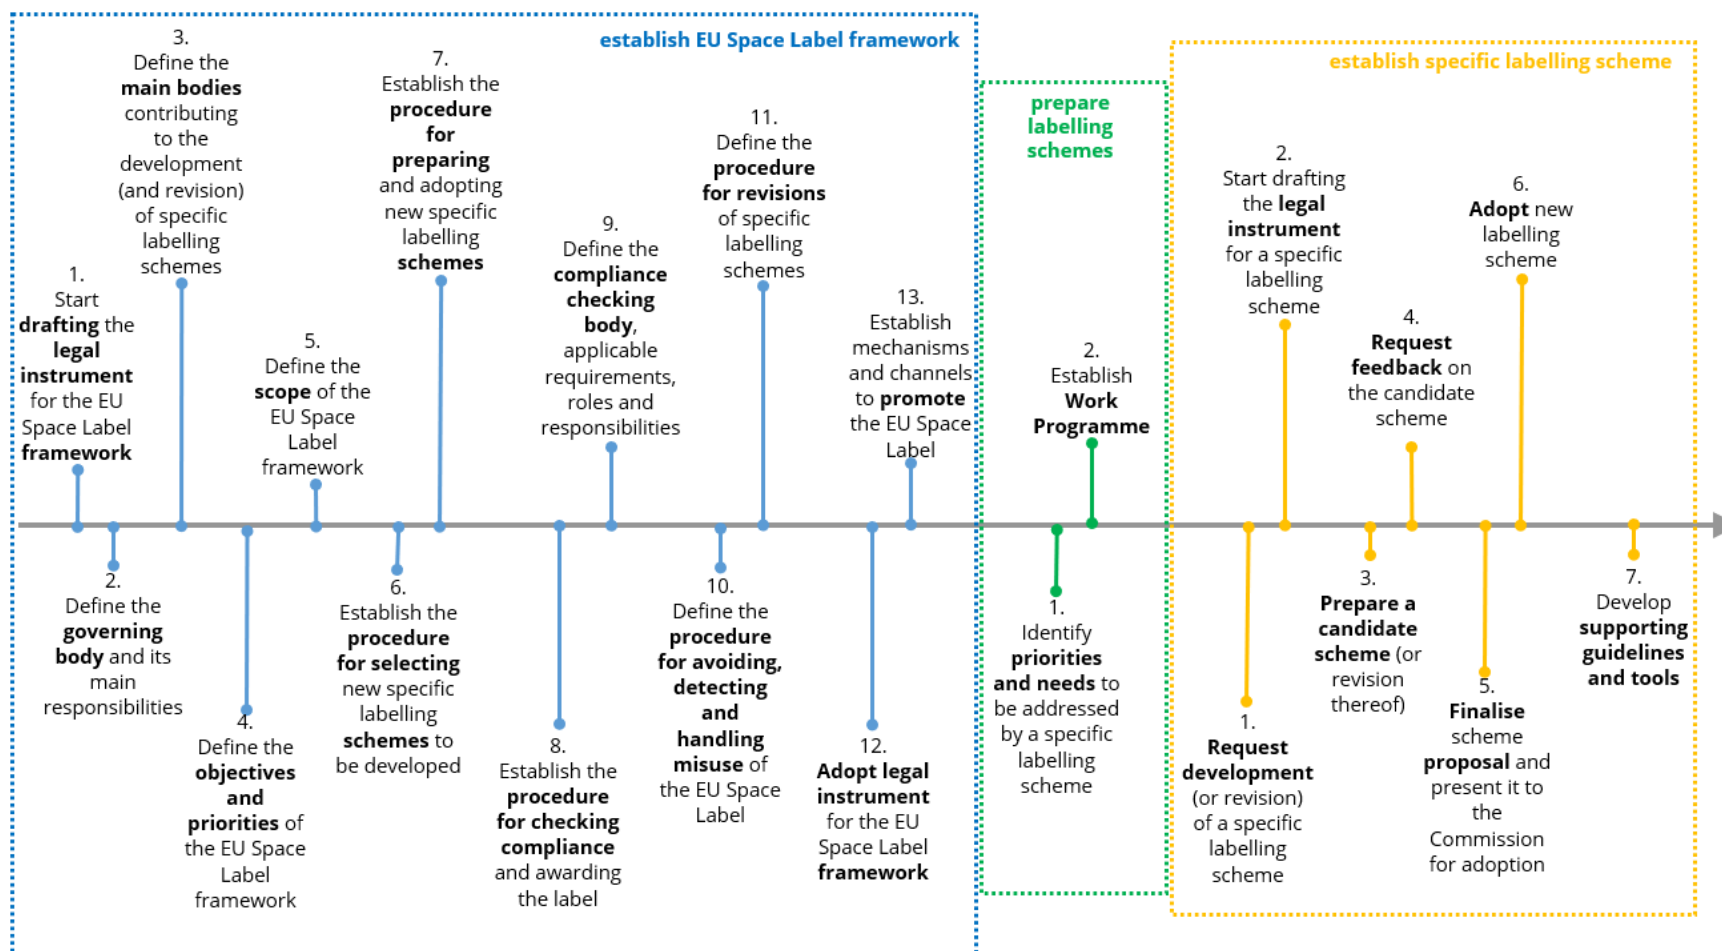 establish EU Space Label framework
1.
Start
drafting the
legal
instrument
for the EU
Space Label
framework
2.
Define the
governing
body and its
main
responsibilities
3.
Define the
main bodies
contributing
to the
development
(and revision)
of specific
labelling
schemes
4.
Define the
objectives
and
priorities of
the EU Space
Label
framework
5.
Define the
scope of the
EU Space
Label
framework
6.
Establish the
procedure
for selecting
new specific
labelling
schemes to
be developed
7.
Establish the
procedure
for
preparing
and adopting
new specific
labelling
schemes
8.
Establish the
procedure
for checking
compliance
and awarding
the label
9.
Define the
compliance
checking
body,
applicable
requirements,
roles and
responsibilities
10.
Define the
procedure
for avoiding,
detecting
and
handling
misuse of
the EU Space
Label
11.
Define the
procedure
for revisions
of specific
labelling
schemes
12.
Adopt legal
instrument
for the EU
Space Label
framework
13.
Establish
mechanisms
and channels
to promote
the EU Space
Label
prepare
labelling
schemes
1.
Identify
priorities
and needs to
be addressed
by a specific
labelling
scheme
2.
Establish
Work
Programme
establish specific labelling scheme
1.
Request
development
(or revision)
of a specific
labelling
scheme
2.
Start drafting
the legal
instrument
for a specific
labelling
scheme
3.
Prepare a
candidate
scheme (or
revision
thereof)
4.
Request
feedback on
the candidate
scheme
5.
Finalise
scheme
proposal and
present it to
the
Commission
for adoption
6.
Adopt new
labelling
scheme
7.
Develop
supporting
guidelines
and tools